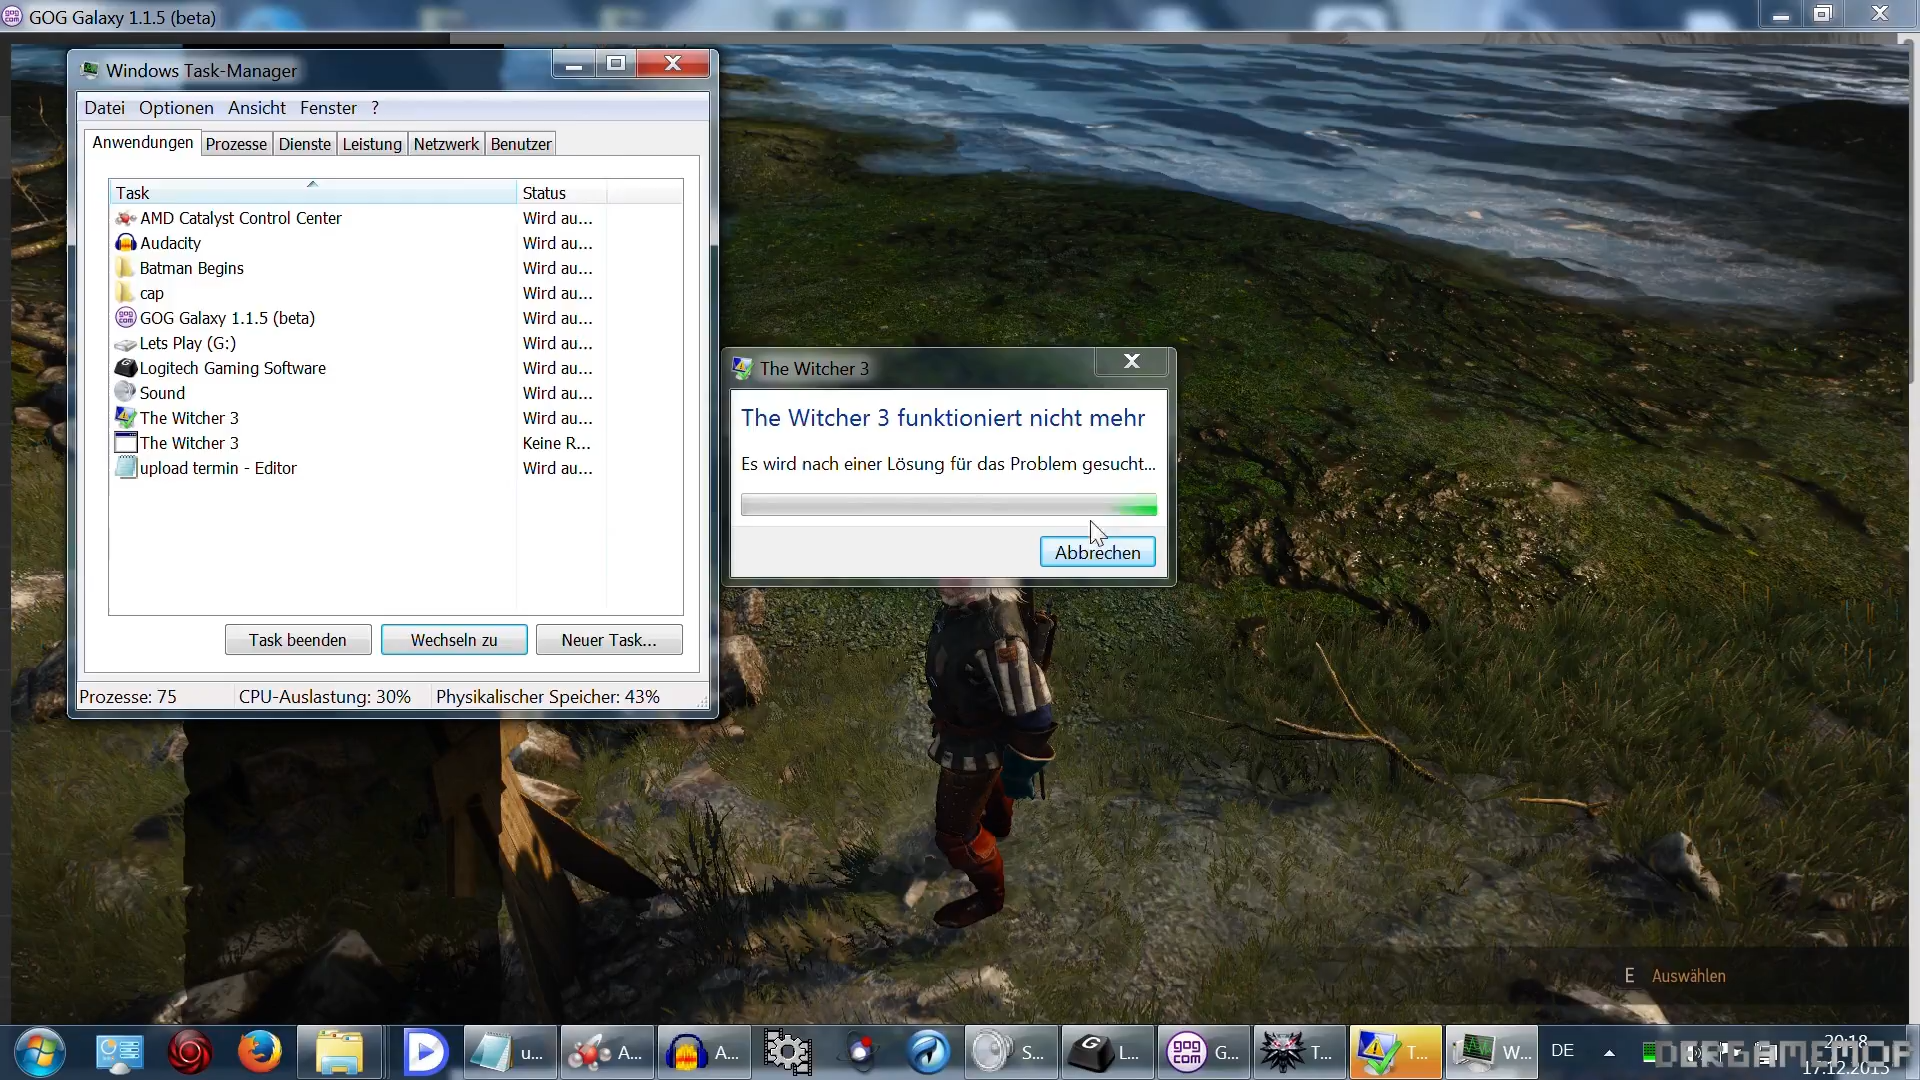 GOG Galaxy 1.1.5 (beta)
Windows Task-Manager
Datei Optionen Ansicht Fenster ?
Anwendungen Prozesse Dienste Leistung Netzwerk Benutzer
Task Status
AMD Catalyst Control Center Wird au...
Audacity Wird au...
Batman Begins Wird au...
cap Wird au...
GOG Galaxy 1.1.5 (beta) Wird au...
Lets Play (G:) Wird au...
Logitech Gaming Software Wird au...
Sound Wird au...
The Witcher 3 Wird au...
The Witcher 3 Keine R...
upload termin - Editor Wird au...
Task beenden Wechseln zu Neuer Task...
Prozesse: 75 CPU-Auslastung: 30% Physikalischer Speicher: 43%
The Witcher 3
The Witcher 3 funktioniert nicht mehr
Es wird nach einer Lösung für das Problem gesucht...
Abbrechen
E Auswählen
u... A... A... S... L... G... T... T... W... DE
20:18
17.12.2015
DERGAMEMOF